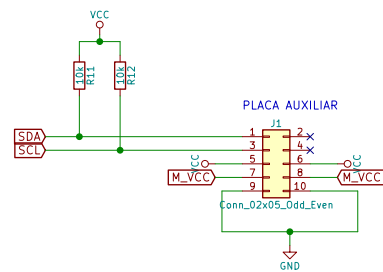 VCC
10k
R11
10k
R12
PLACA AUXILIAR
J1
SDA
1
2
SCL
3
4
VCC
5
6
VCC
M_VCC
7
8
M_VCC
9
10
Conn_02x05_Odd_Even
GND